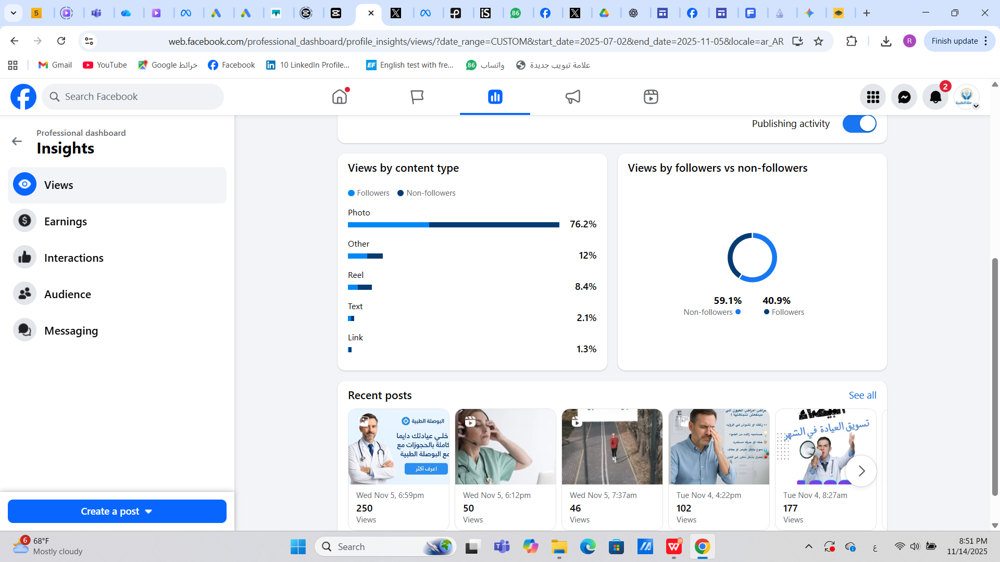 5
86
web.facebook.com/professional_dashboard/profile_insights/views/?date_range=CUSTOM&start_date=2025-07-02&end_date=2025-11-05&locale=ar_AR
R
Finish update
Gmail
YouTube
خرائط Google
Facebook
10 LinkedIn Profile...
EF
English test with fre...
86
واتساب
علامة تبويب جديدة
Search Facebook
2
Professional dashboard
Insights
Views
Earnings
Interactions
Audience
Messaging
Create a post
Publishing activity
Views by content type
Followers
Non-followers
Photo
76.2%
Other
12%
Reel
8.4%
Text
2.1%
Link
1.3%
Views by followers vs non-followers
59.1%
Non-followers
40.9%
Followers
Recent posts
See all
البوصلة الطبية
خلي عيادتك دايما
كاملة بالحجوزات مع
مع البوصلة الطبية
اعرف أكثر
Wed Nov 5, 6:59pm
250
Views
Wed Nov 5, 6:12pm
50
Views
Wed Nov 5, 7:37am
46
Views
Tue Nov 4, 4:22pm
102
Views
تسويق العيادة في الشهر
Tue Nov 4, 8:27am
177
Views
6
68°F
Mostly cloudy
Search
ع
8:51 PM
11/14/2025